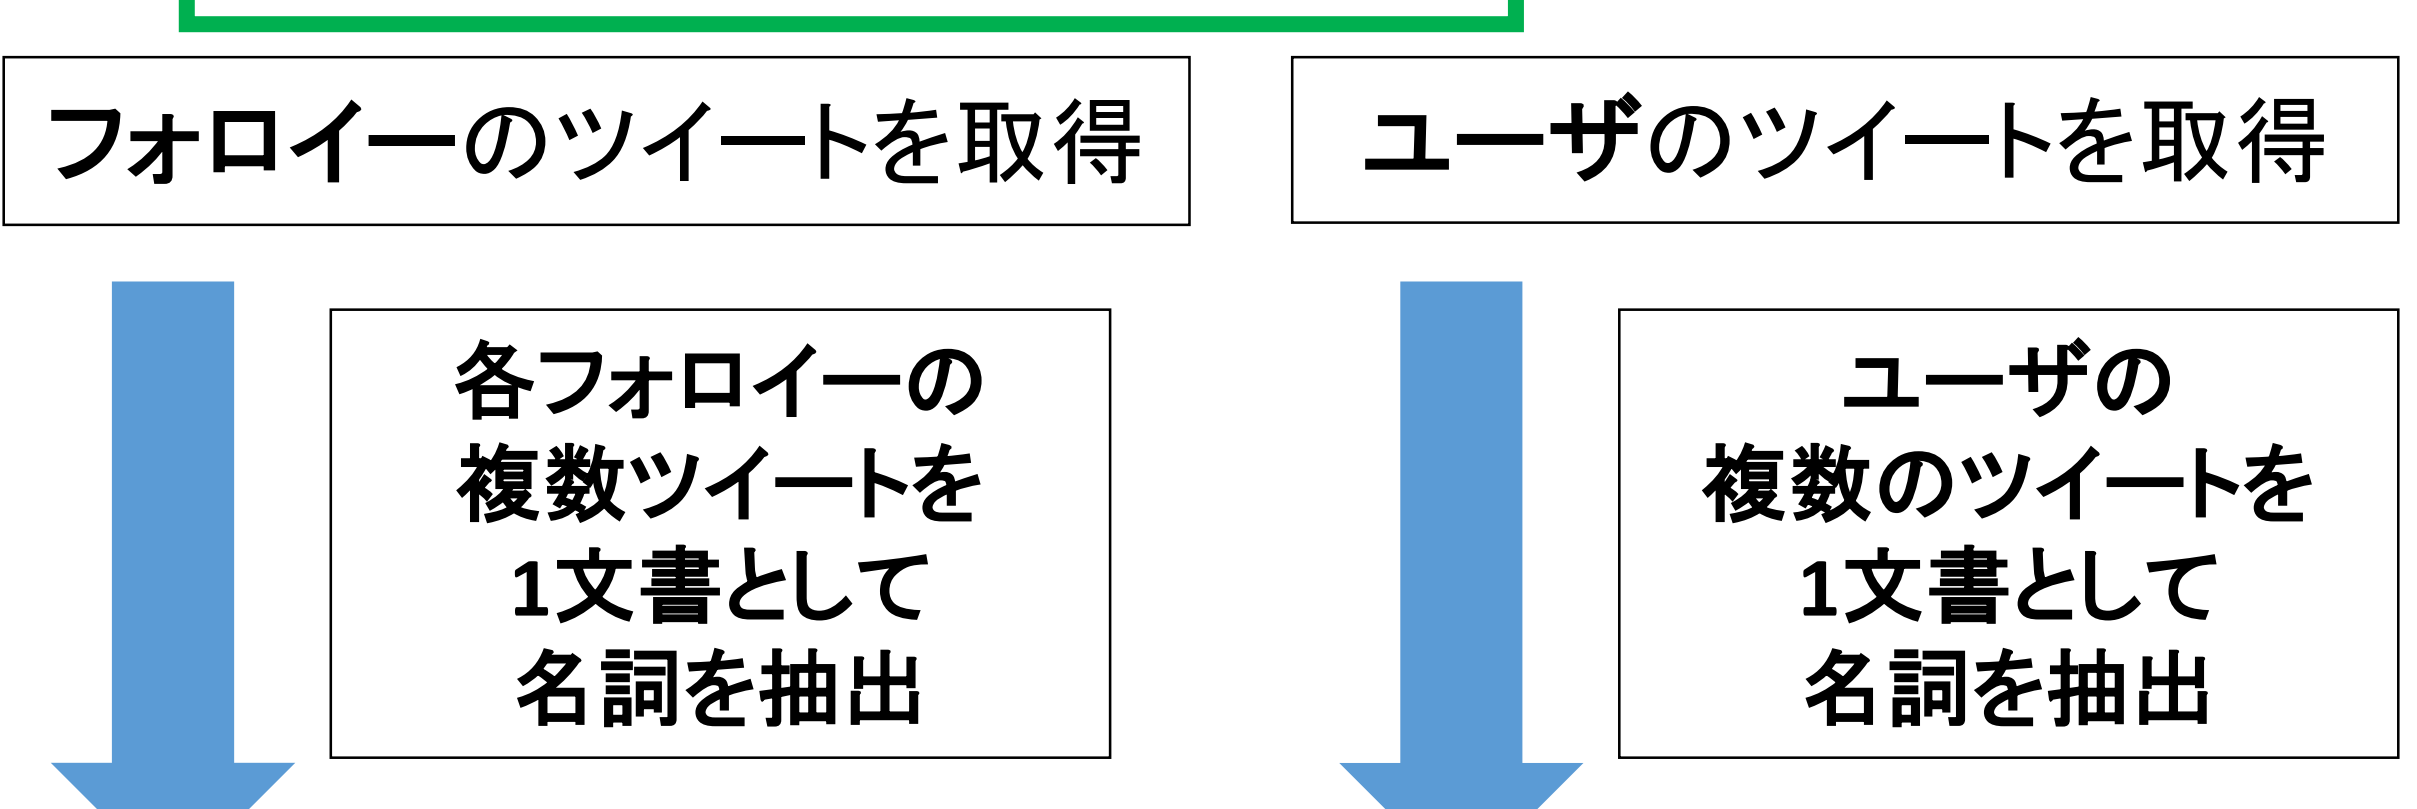 フォロイーのツイートを取得
ユーザのツイートを取得
各フォロイーの
複数ツイートを
1文書として
名詞を抽出
ユーザの
複数のツイートを
1文書として
名詞を抽出